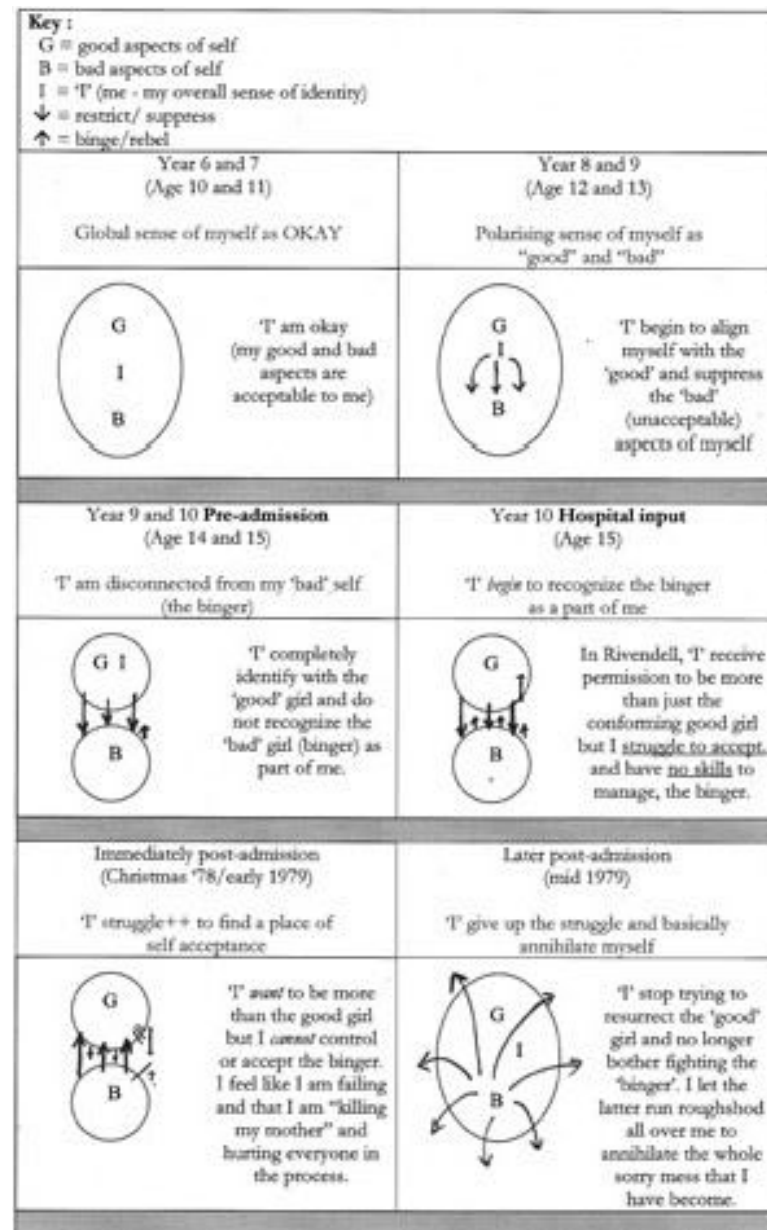 Key :
G = good aspects of self
B = bad aspects of self
I = 'I' (me - my overall sense of identity)
↓ = restrict/ suppress
↑ = binge/rebel
Year 6 and 7
(Age 10 and 11)
Global sense of myself as OKAY
Year 8 and 9
(Age 12 and 13)
Polarising sense of myself as
"good" and "bad"
G
I
B
'I' am okay
(my good and bad
aspects are
acceptable to me)
G
I
B
'I' begin to align
myself with the
'good' and suppress
the 'bad'
(unacceptable)
aspects of myself
Year 9 and 10 Pre-admission
(Age 14 and 15)
'I' am disconnected from my 'bad' self
(the binger)
Year 10 Hospital input
(Age 15)
'I' begin to recognize the binger
as a part of me
G I
B
'I' completely
identify with the
'good' girl and do
not recognize the
'bad' girl (binger) as
part of me.
G
I
B
In Rivendell, 'I' receive
permission to be more
than just the
conforming good girl
but I struggle to accept,
and have no skills to
manage, the binger.
Immediately post-admission
(Christmas '78/early 1979)
'I' struggle++ to find a place of
self acceptance
Later post-admission
(mid 1979)
'I' give up the struggle and basically
annihilate myself
G
I
B
'I' want to be more
than the good girl
but I cannot control
or accept the binger.
I feel like I am failing
and that I am "killing
my mother" and
hurting everyone in
the process.
G
I
B
'I' stop trying to
resurrect the 'good'
girl and no longer
bother fighting the
'binger'. I let the
latter run roughshod
all over me to
annihilate the whole
sorry mess that I
have become.